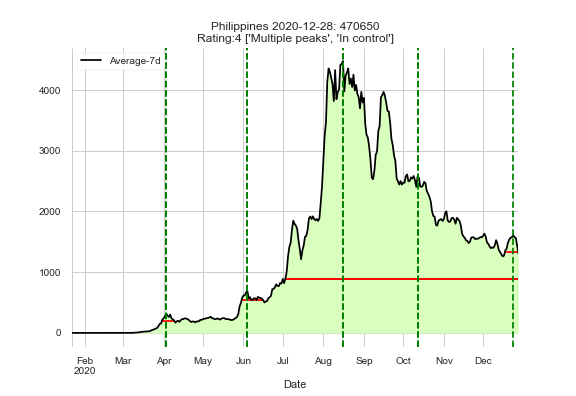 Philippines 2020-12-28: 470650
Rating:4 ['Multiple peaks', 'In control']
Average-7d
4000
3000
2000
1000
0
Feb Mar Apr May Jun Jul Aug Sep Oct Nov Dec
2020
Date